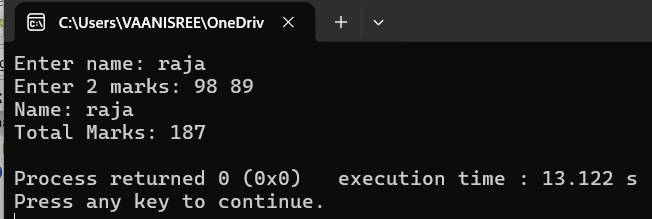 C:\Users\VAANISREE\OneDriv
Enter name: raja
Enter 2 marks: 98 89
Name: raja
Total Marks: 187
Process returned 0 (0x0)   execution time : 13.122 s
Press any key to continue.